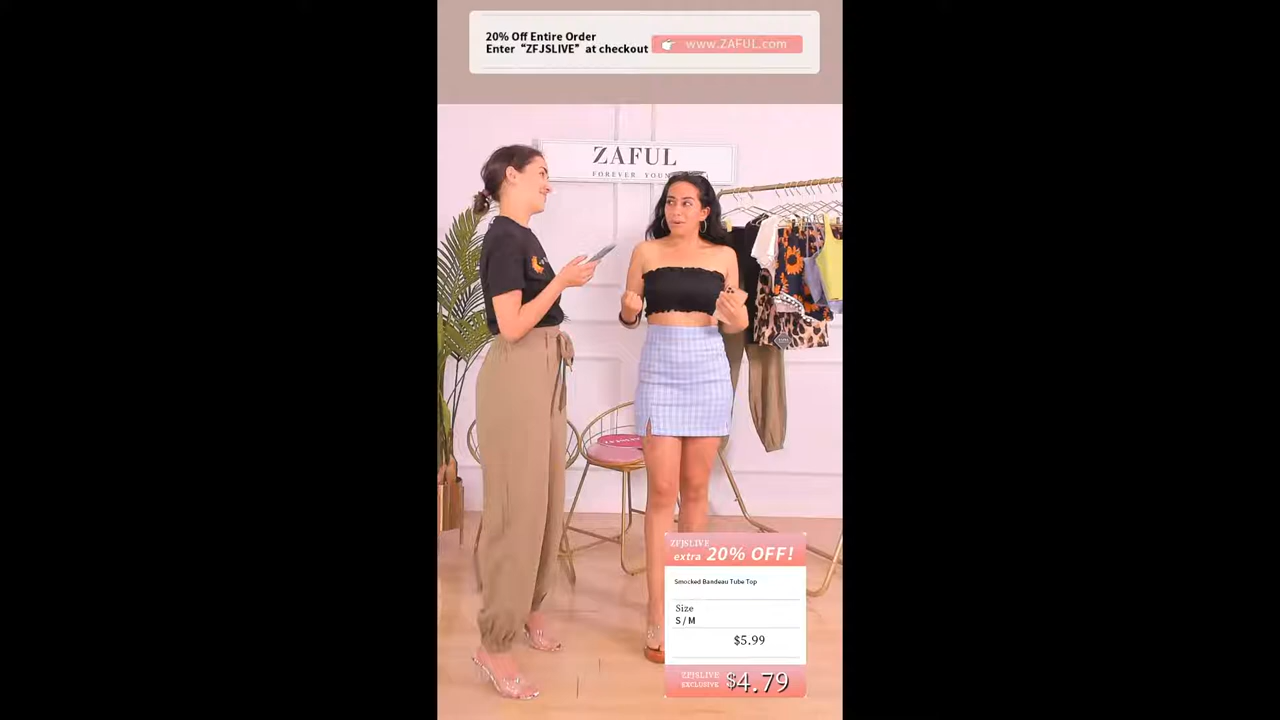 20% Off Entire Order
Enter “ZFJSLIVE” at checkout
www.ZAFUL.com
ZAFUL
FOREVER YOUN
ZFJSLIVE
extra 20% OFF!
Smocked Bandeau Tube Top
Size
S / M
$5.99
ZFJSLIVE
EXCLUSIVE
$4.79